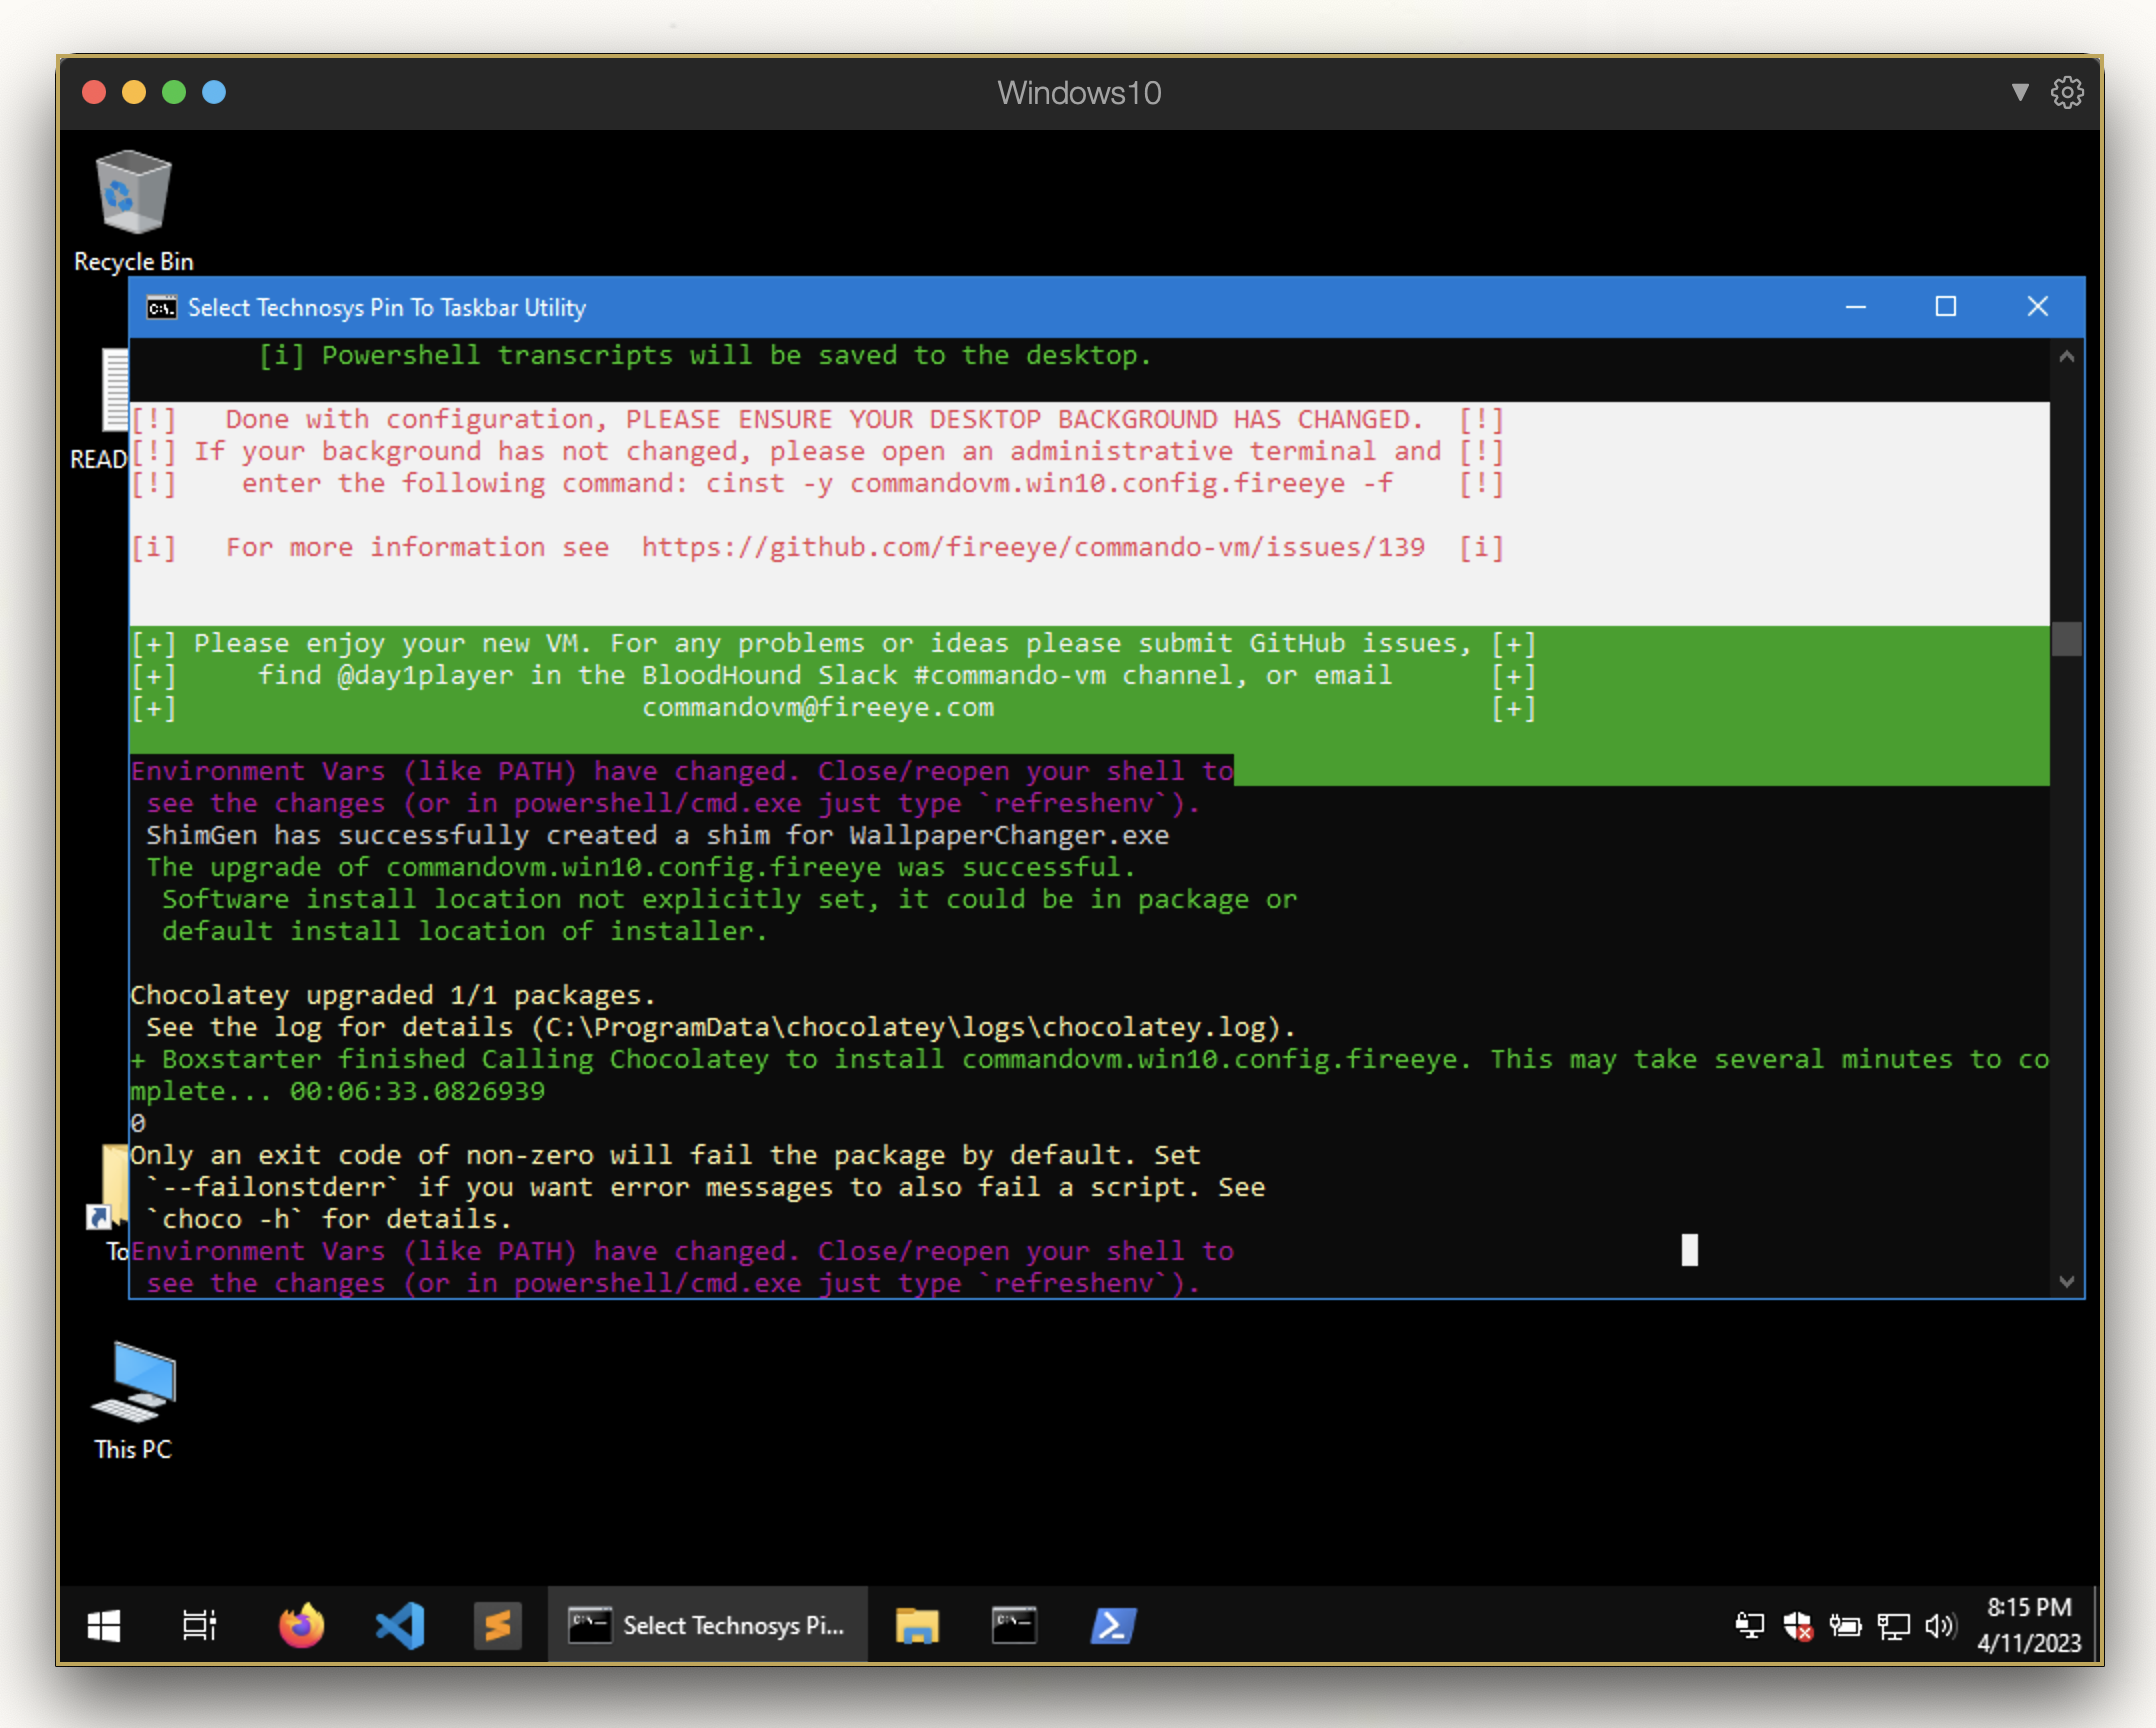 Windows10
Recycle Bin
Select Technosys Pin To Taskbar Utility
[i] Powershell transcripts will be saved to the desktop.
[!]   Done with configuration, PLEASE ENSURE YOUR DESKTOP BACKGROUND HAS CHANGED.  [!]
[!] If your background has not changed, please open an administrative terminal and [!]
[!]    enter the following command: cinst -y commandovm.win10.config.fireeye -f    [!]
[i]   For more information see  https://github.com/fireeye/commando-vm/issues/139  [i]
[+] Please enjoy your new VM. For any problems or ideas please submit GitHub issues, [+]
[+]     find @day1player in the BloodHound Slack #commando-vm channel, or email      [+]
[+]                             commandovm@fireeye.com                               [+]
Environment Vars (like PATH) have changed. Close/reopen your shell to
see the changes (or in powershell/cmd.exe just type `refreshenv`).
ShimGen has successfully created a shim for WallpaperChanger.exe
The upgrade of commandovm.win10.config.fireeye was successful.
Software install location not explicitly set, it could be in package or
default install location of installer.
Chocolatey upgraded 1/1 packages.
See the log for details (C:\ProgramData\chocolatey\logs\chocolatey.log).
+ Boxstarter finished Calling Chocolatey to install commandovm.win10.config.fireeye. This may take several minutes to co
mplete... 00:06:33.0826939
0
Only an exit code of non-zero will fail the package by default. Set
`--failonstderr` if you want error messages to also fail a script. See
`choco -h` for details.
Environment Vars (like PATH) have changed. Close/reopen your shell to
see the changes (or in powershell/cmd.exe just type `refreshenv`).
READ
To
This PC
Select Technosys Pi...
8:15 PM
4/11/2023